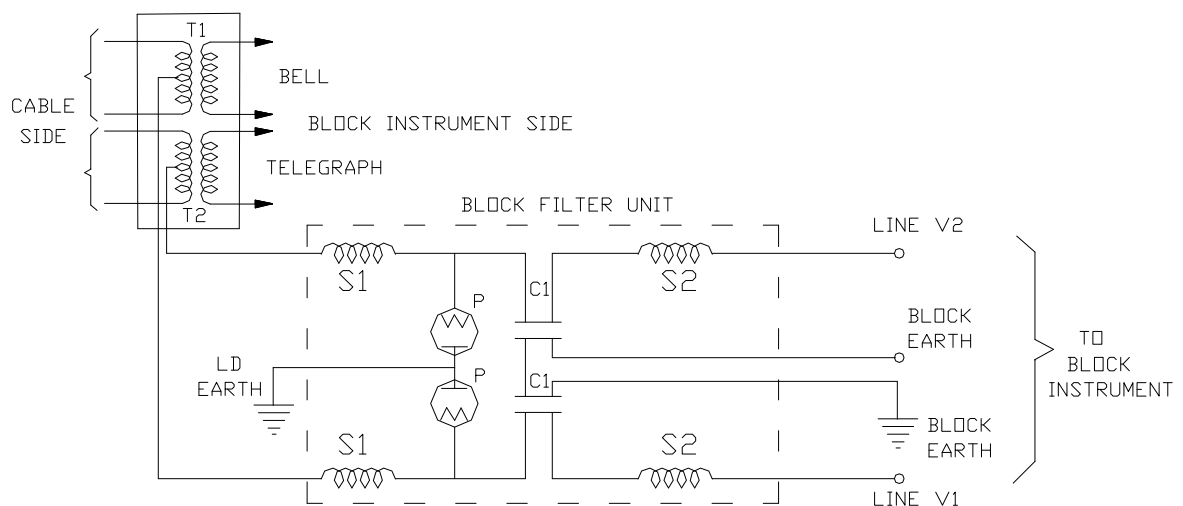 T1
BELL
CABLE
SIDE
BLOCK INSTRUMENT SIDE
TELEGRAPH
T2
BLOCK FILTER UNIT
LINE V2
S1
S2
C1
P
BLOCK
EARTH
TO
BLOCK
INSTRUMENT
LD
EARTH
P
C1
BLOCK
EARTH
S1
S2
LINE V1